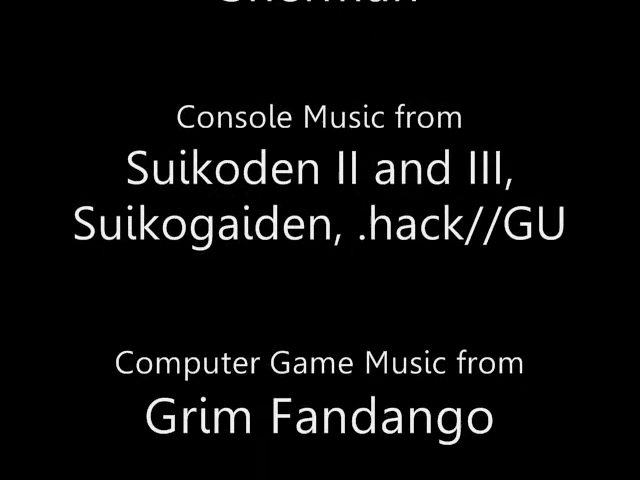 Console Music from
Suikoden II and III,
Suikogaiden, .hack//GU
Computer Game Music from
Grim Fandango